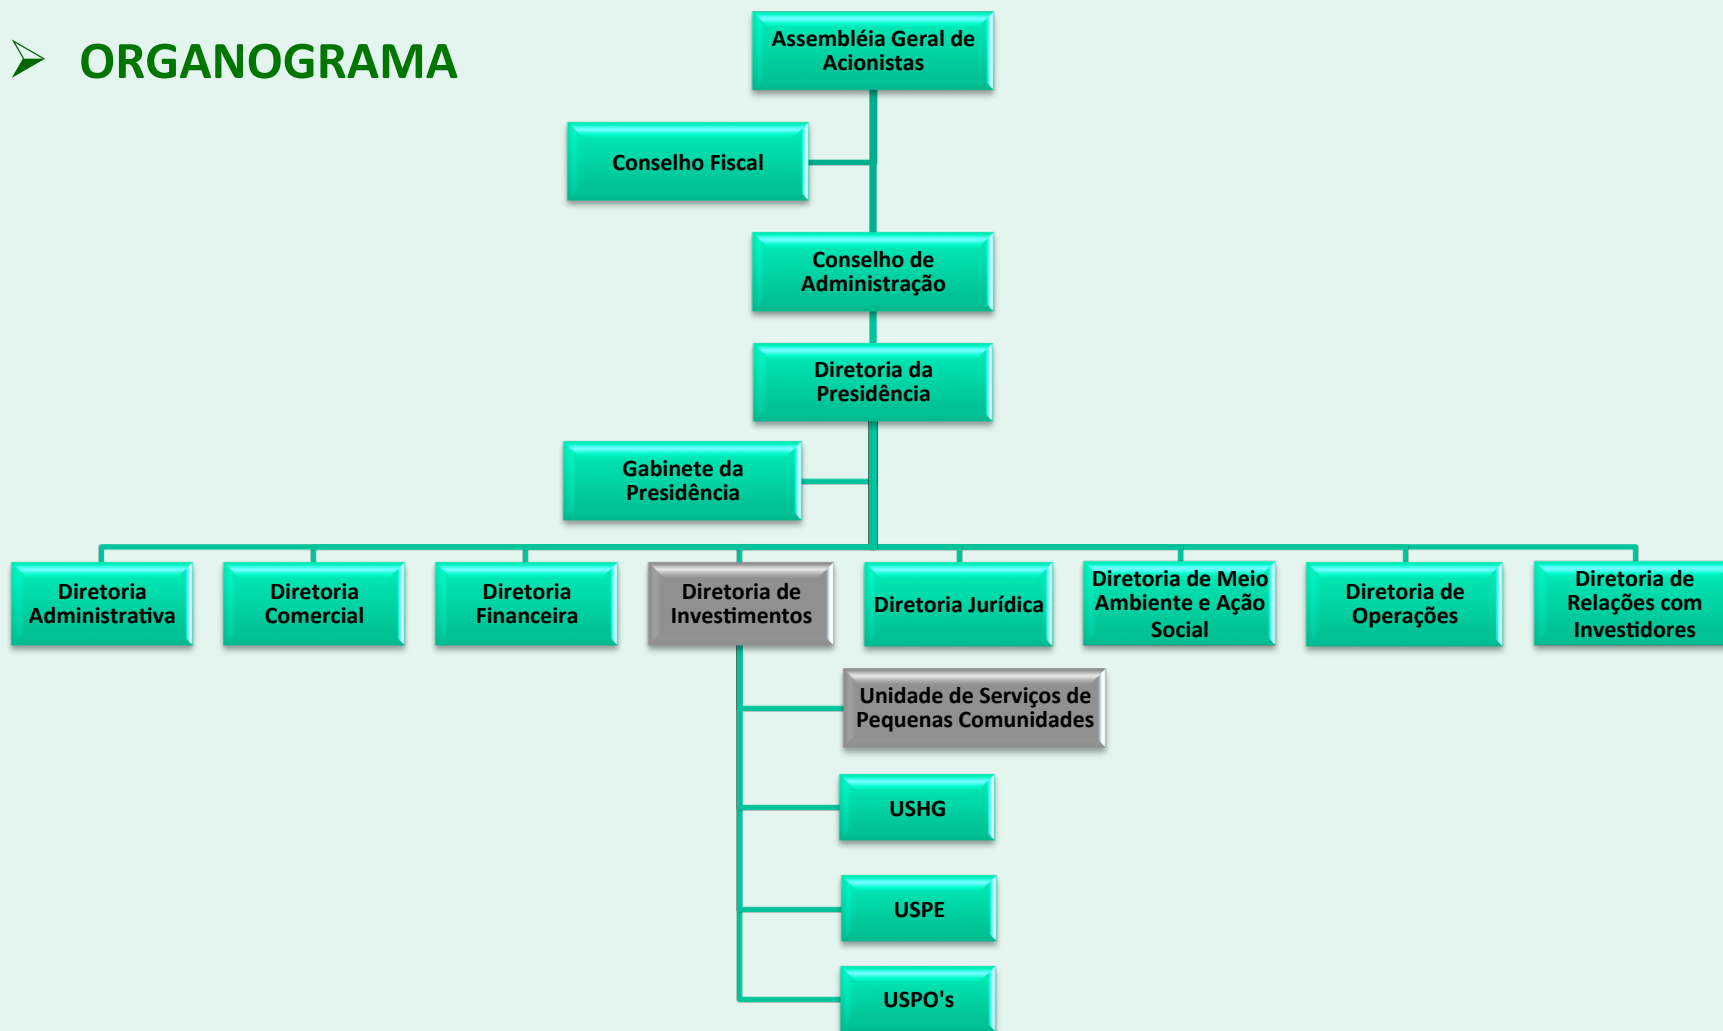 ➢ ORGANOGRAMA
Assembléia Geral de
Acionistas
Conselho Fiscal
Conselho de
Administração
Diretoria da
Presidência
Gabinete da
Presidência
Diretoria
Administrativa
Diretoria
Comercial
Diretoria
Financeira
Diretoria de
Investimentos
Diretoria Jurídica
Diretoria de Meio
Ambiente e Ação
Social
Diretoria de
Operações
Diretoria de
Relações com
Investidores
Unidade de Serviços de
Pequenas Comunidades
USHG
USPE
USPO's